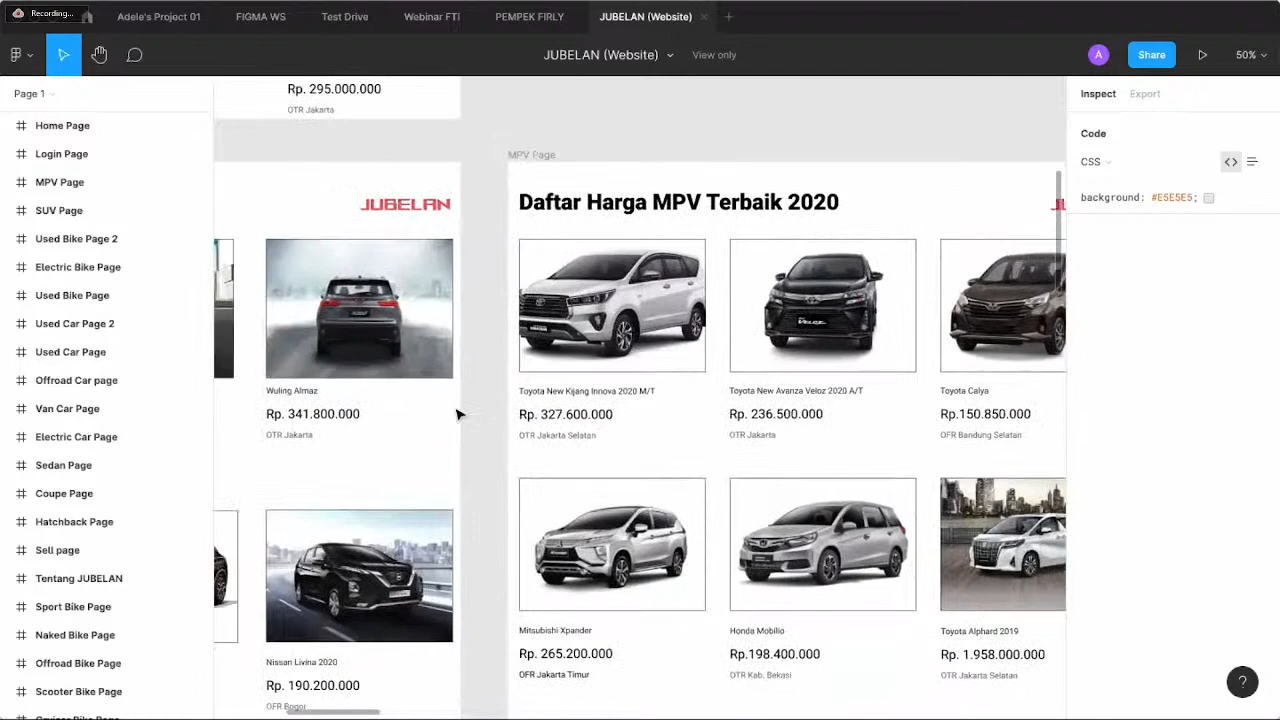 Recording...
Adele's Project 01
FIGMA WS
Test Drive
Webinar FTI
PEMPEK FIRLY
JUBELAN (Website)
JUBELAN (Website)
View only
A
Share
50%
Page 1
Home Page
Login Page
MPV Page
SUV Page
Used Bike Page 2
Electric Bike Page
Used Bike Page
Used Car Page 2
Used Car Page
Offroad Car page
Van Car Page
Electric Car Page
Sedan Page
Coupe Page
Hatchback Page
Sell page
Tentang JUBELAN
Sport Bike Page
Naked Bike Page
Offroad Bike Page
Scooter Bike Page
Rp. 295.000.000
OTR Jakarta
JUBELAN
Wuling Almaz
Rp. 341.800.000
OTR Jakarta
Nissan Livina 2020
Rp. 190.200.000
OFR Bogor
MPV Page
Daftar Harga MPV Terbaik 2020
Toyota New Kijang Innova 2020 M/T
Rp. 327.600.000
OTR Jakarta Selatan
Toyota New Avanza Veloz 2020 A/T
Rp. 236.500.000
OTR Jakarta
Toyota Calya
Rp.150.850.000
OFR Bandung Selatan
Mitsubishi Xpander
Rp. 265.200.000
OFR Jakarta Timur
Honda Mobilio
Rp.198.400.000
OTR Kab. Bekasi
Toyota Alphard 2019
Rp. 1.958.000.000
OTR Jakarta Selatan
Inspect
Export
Code
CSS
background: #E5E5E5;
?